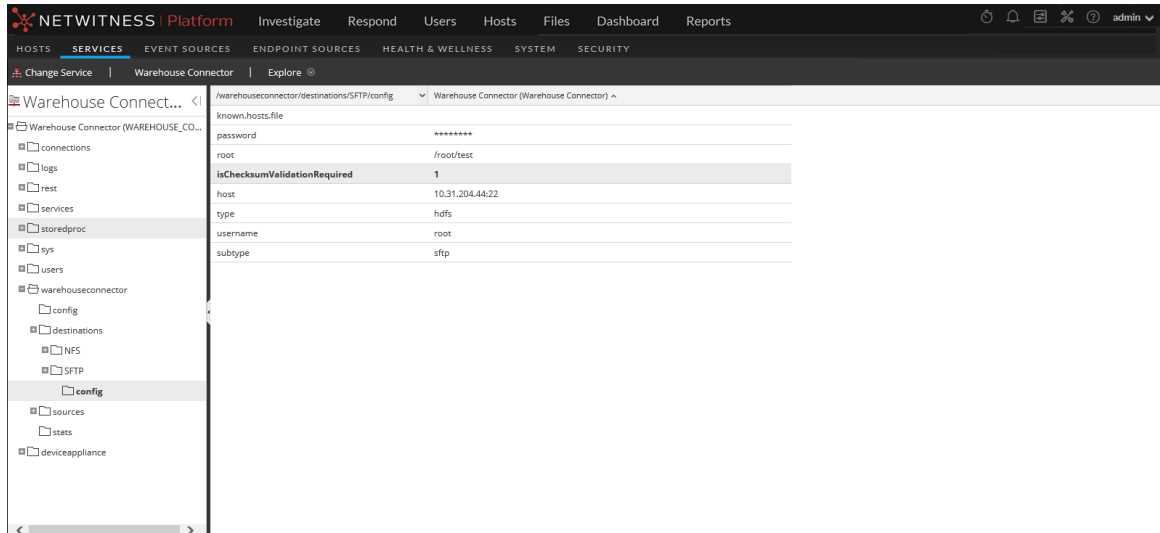 NETWITNESS | Platform Investigate Respond Users Hosts Files Dashboard Reports admin
HOSTS SERVICES EVENT SOURCES ENDPOINT SOURCES HEALTH & WELLNESS SYSTEM SECURITY
Change Service | Warehouse Connector | Explore
Warehouse Connect...
/warehouseconnector/destinations/SFTP/config Warehouse Connector (Warehouse Connector)
Warehouse Connector (WAREHOUSE_CO...
connections
logs
rest
services
storedproc
sys
users
warehouseconnector
config
destinations
NFS
SFTP
config
sources
stats
deviceappliance
known.hosts.file
password ********
root /root/test
isChecksumValidationRequired 1
host 10.31.204.44:22
type hdfs
username root
subtype sftp